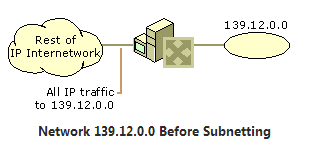 139.12.0.0
Rest of
IP Internetwork
All IP traffic
to 139.12.0.0
Network 139.12.0.0 Before Subnetting